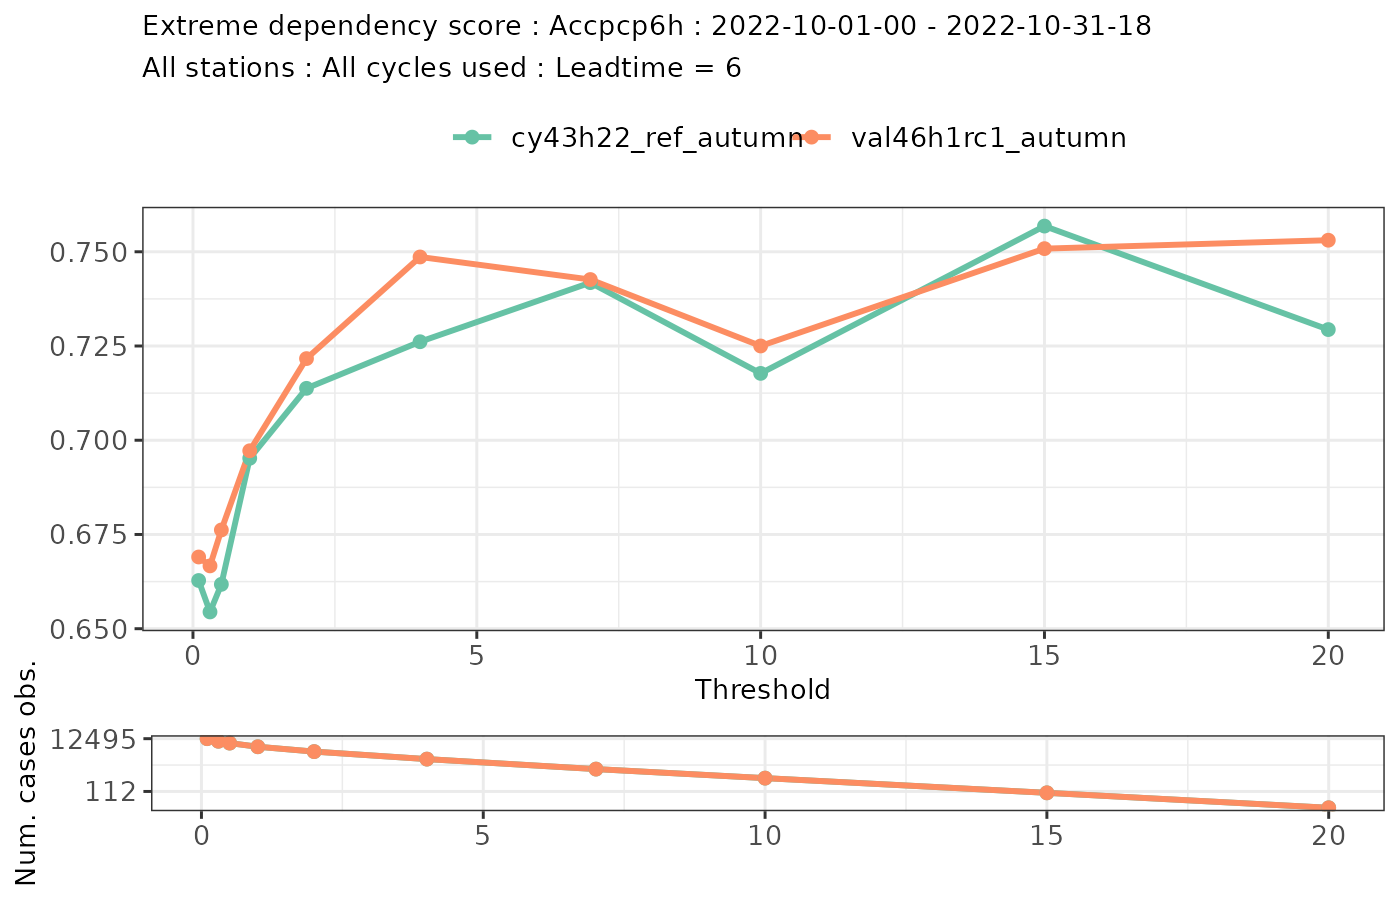 Extreme dependency score : Accpcp6h : 2022-10-01-00 - 2022-10-31-18
All stations : All cycles used : Leadtime = 6
cy43h22_ref_autumn val46h1rc1_autumn
0.750
0.725
0.700
0.675
0.650
0 5 10 15 20
Threshold
Num. cases obs.
12495
112
0 5 10 15 20